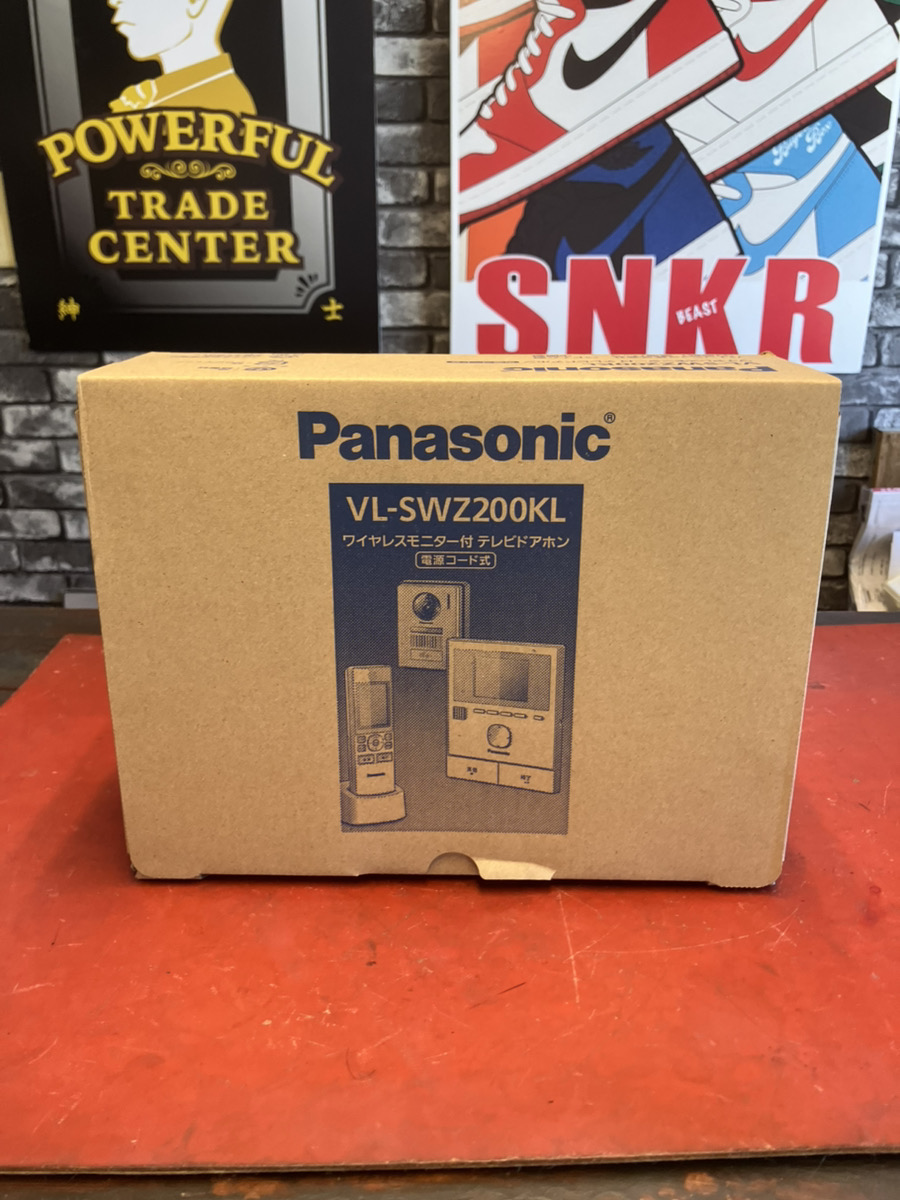 POWERFUL
TRADE
CENTER
紳 士
SNKR
BEAST
Panasonic®
VL-SWZ200KL
ワイヤレスモニター付 テレビドアホン
電源コード式
Panasonic